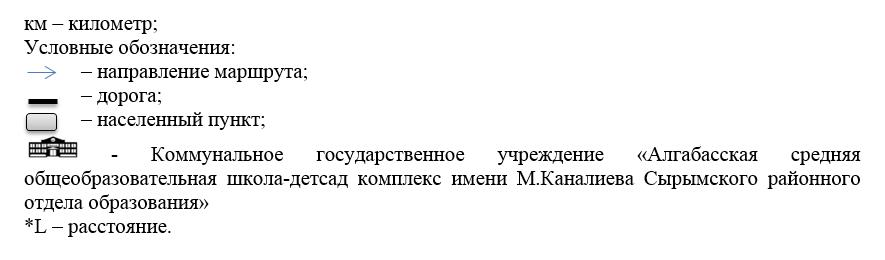 км – километр;
Условные обозначения:
– направление маршрута;
– дорога;
– населенный пункт;
- Коммунальное государственное учреждение «Алгабасская средняя
общеобразовательная школа-детсад комплекс имени М.Каналиева Сырымского районного
отдела образования»
*L – расстояние.